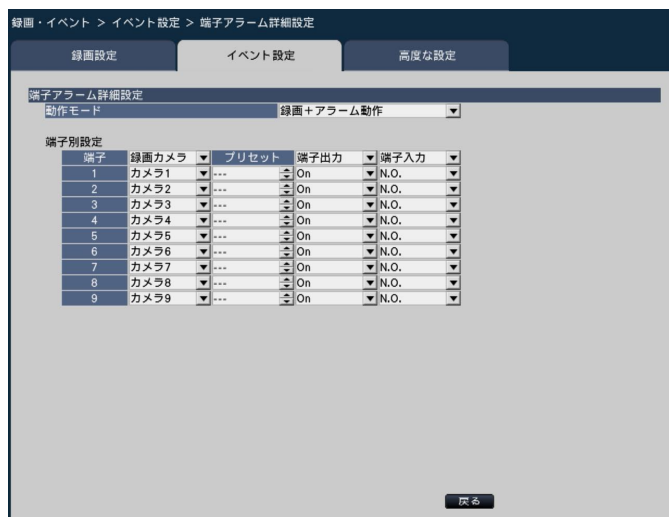 録画・イベント > イベント設定 > 端子アラーム詳細設定
録画設定 イベント設定 高度な設定
端子アラーム詳細設定
動作モード 録画+アラーム動作
端子別設定
端子 録画カメラ プリセット 端子出力 端子入力
1 カメラ1 --- On N.O.
2 カメラ2 --- On N.O.
3 カメラ3 --- On N.O.
4 カメラ4 --- On N.O.
5 カメラ5 --- On N.O.
6 カメラ6 --- On N.O.
7 カメラ7 --- On N.O.
8 カメラ8 --- On N.O.
9 カメラ9 --- On N.O.
戻る